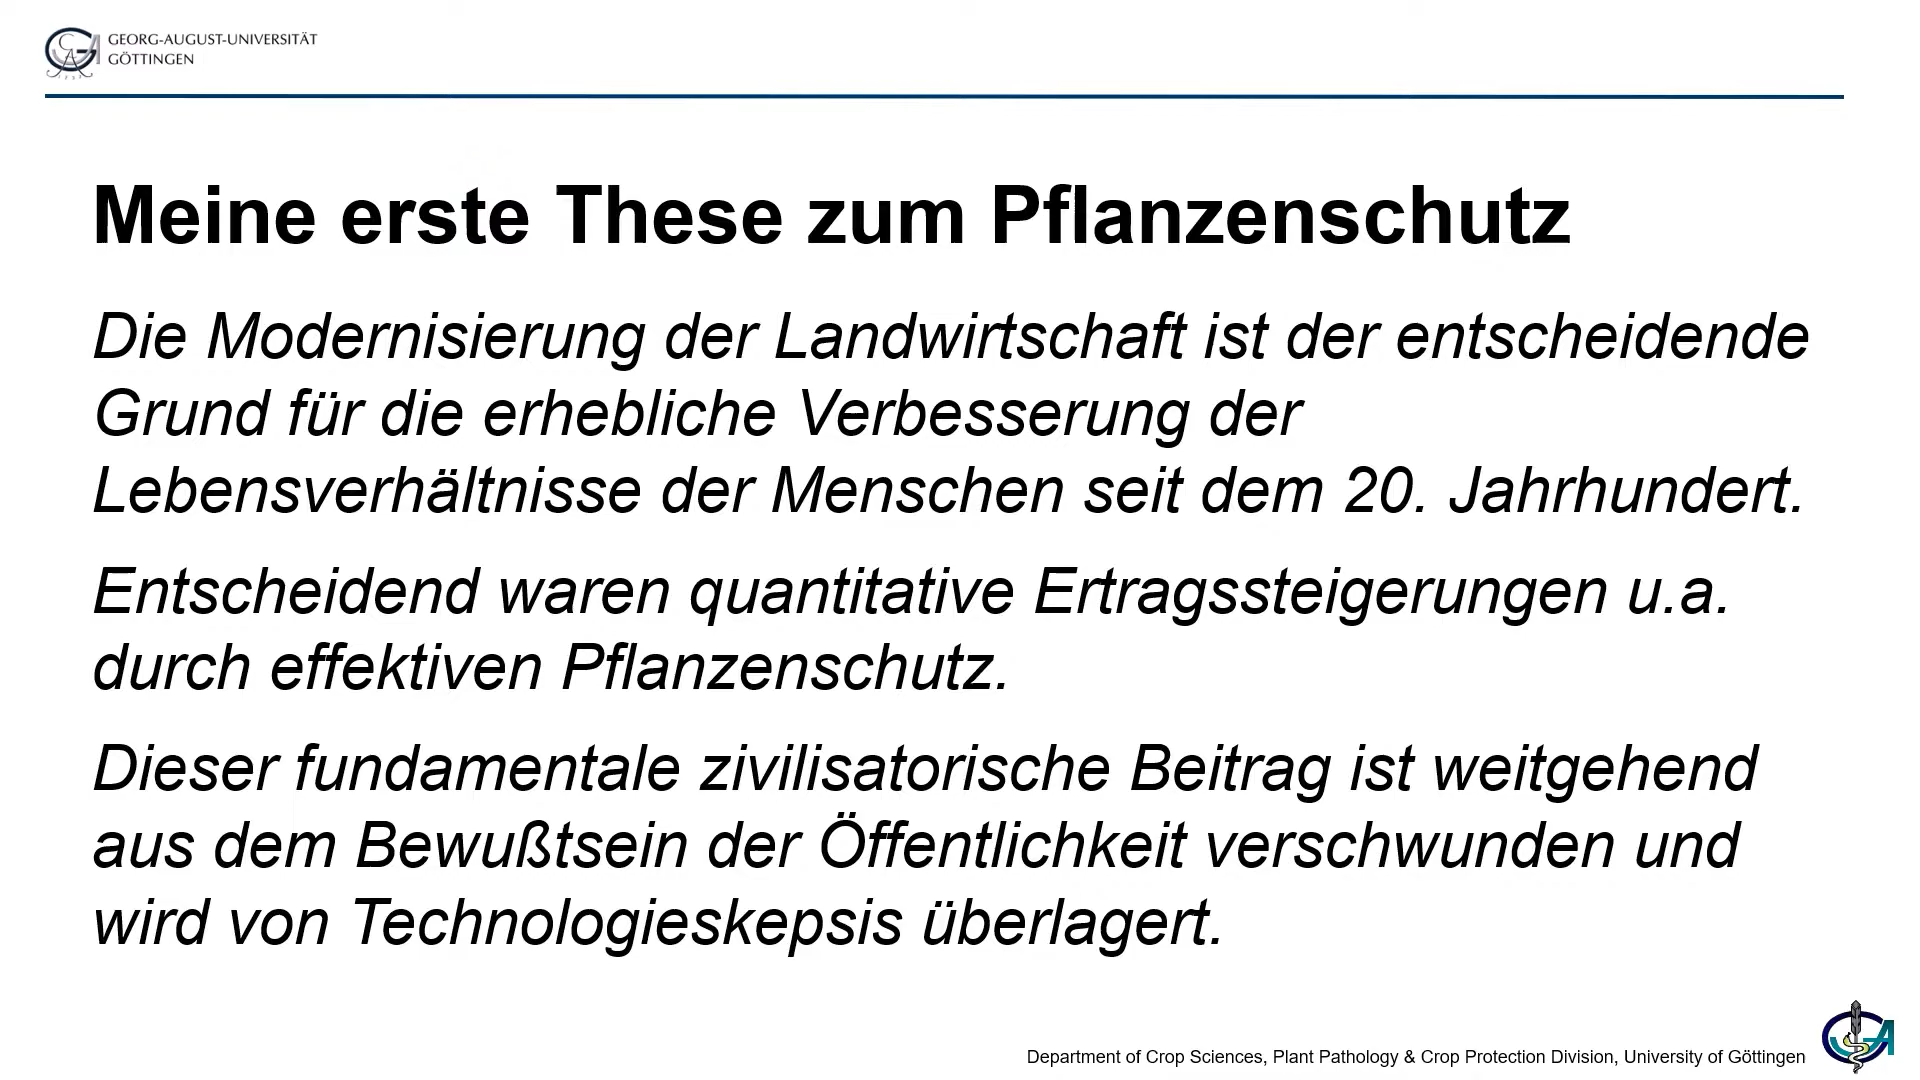 GEORG-AUGUST-UNIVERSITÄT
GÖTTINGEN
Meine erste These zum Pflanzenschutz
Die Modernisierung der Landwirtschaft ist der entscheidende
Grund für die erhebliche Verbesserung der
Lebensverhältnisse der Menschen seit dem 20. Jahrhundert.
Entscheidend waren quantitative Ertragssteigerungen u.a.
durch effektiven Pflanzenschutz.
Dieser fundamentale zivilisatorische Beitrag ist weitgehend
aus dem Bewußtsein der Öffentlichkeit verschwunden und
wird von Technologieskepsis überlagert.
Department of Crop Sciences, Plant Pathology & Crop Protection Division, University of Göttingen